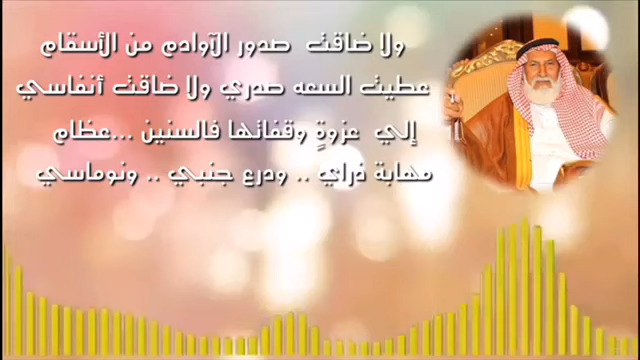 ولا ضاقت صدور الآوادم من الأسقام
عطيت السعه صدري ولا ضاقت أنفاسي
إلي عزوةٍ وقفاتها فالسنين ...عظام
مهابة ذراي .. ودرع جنبي .. ونوماسي